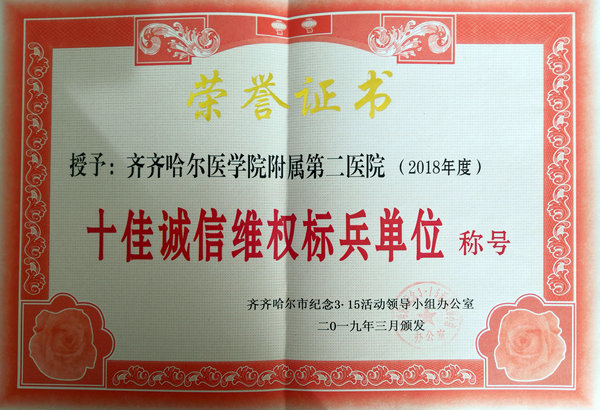 荣誉证书
授予：齐齐哈尔医学院附属第二医院（2018年度）
十佳诚信维权标兵单位 称号
齐齐哈尔市纪念3·15活动领导小组办公室
二〇一九年三月颁发
办公室